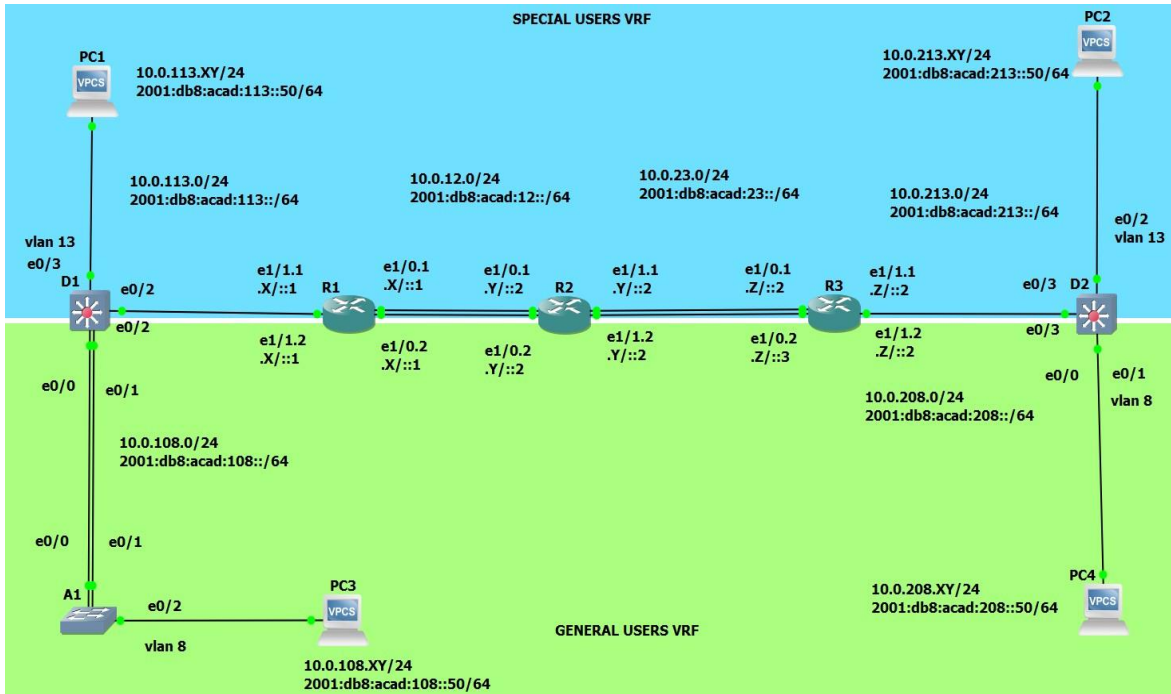 SPECIAL USERS VRF
PC1
VPCS
10.0.113.XY/24
2001:db8:acad:113::50/64
PC2
VPCS
10.0.213.XY/24
2001:db8:acad:213::50/64
10.0.113.0/24
2001:db8:acad:113::/64
10.0.12.0/24
2001:db8:acad:12::/64
10.0.23.0/24
2001:db8:acad:23::/64
10.0.213.0/24
2001:db8:acad:213::/64
e0/2
vlan 13
vlan 13
e0/3
D1
e0/2
e0/2
e1/1.1
.X/::1
R1
e1/0.1
.X/::1
e1/0.1
.Y/::2
R2
e1/1.1
.Y/::2
e1/0.1
.Z/::2
R3
e1/1.1
.Z/::2
e0/3
D2
e0/3
e1/1.2
.X/::1
e1/0.2
.X/::1
e1/0.2
.Y/::2
e1/1.2
.Y/::2
e1/0.2
.Z/::3
e1/1.2
.Z/::2
e0/0
e0/1
e0/0
e0/1
vlan 8
10.0.208.0/24
2001:db8:acad:208::/64
10.0.108.0/24
2001:db8:acad:108::/64
e0/0
e0/1
A1
e0/2
vlan 8
PC3
VPCS
10.0.108.XY/24
2001:db8:acad:108::50/64
GENERAL USERS VRF
10.0.208.XY/24
2001:db8:acad:208::50/64
PC4
VPCS